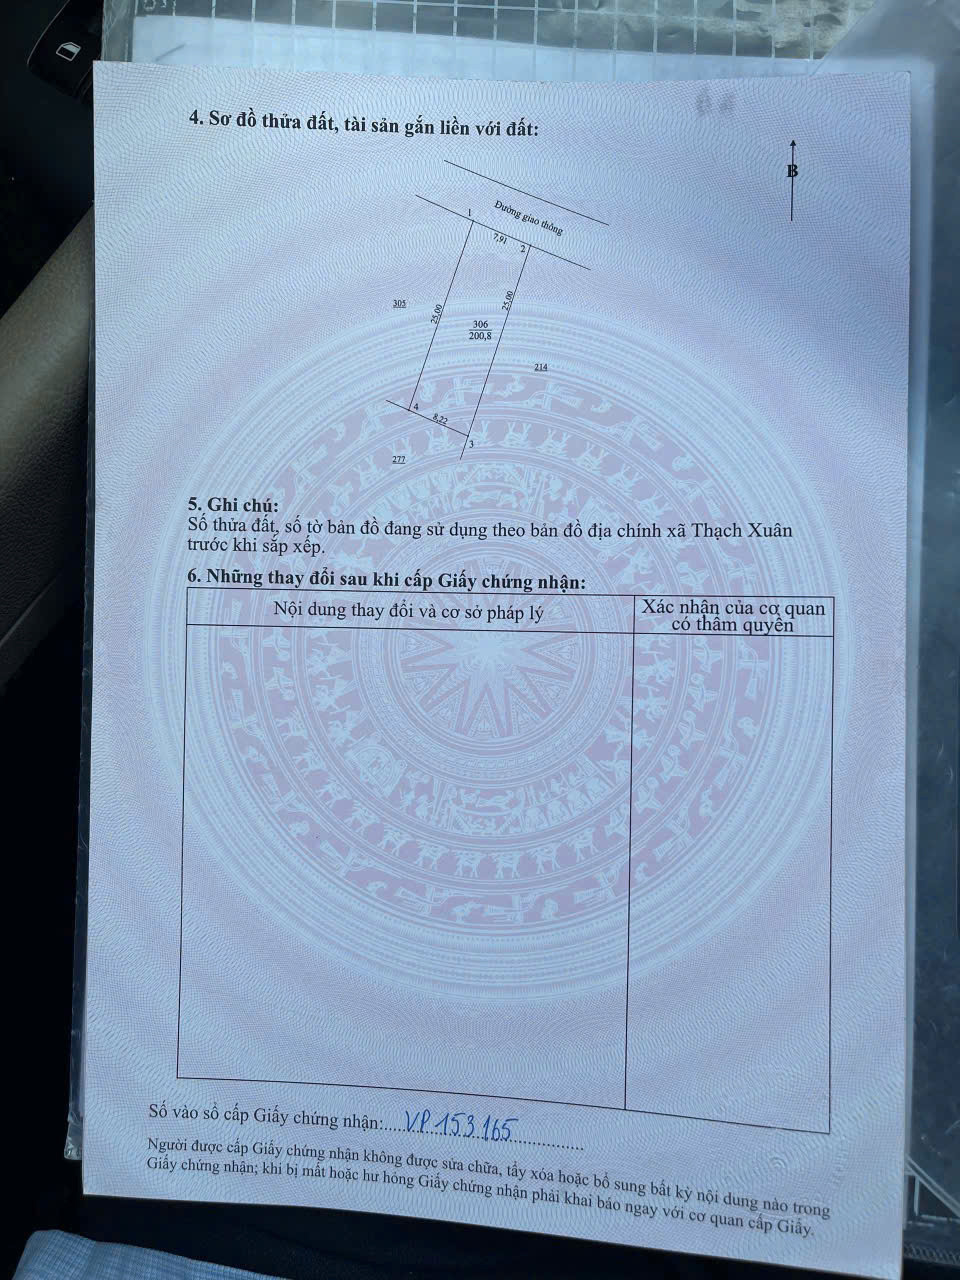 4. Sơ đồ thửa đất, tài sản gắn liền với đất:
B
Đường giao thông
1
7,91
2
25,00
25,00
305
306
200,8
214
4
8,22
3
277
5. Ghi chú:
Số thửa đất, số tờ bản đồ đang sử dụng theo bản đồ địa chính xã Thạch Xuân
trước khi sắp xếp.
6. Những thay đổi sau khi cấp Giấy chứng nhận:
Nội dung thay đổi và cơ sở pháp lý
Xác nhận của cơ quan
có thẩm quyền
Số vào sổ cấp Giấy chứng nhận:.....VP 153165..............
Người được cấp Giấy chứng nhận không được sửa chữa, tẩy xóa hoặc bổ sung bất kỳ nội dung nào trong
Giấy chứng nhận; khi bị mất hoặc hư hỏng Giấy chứng nhận phải khai báo ngay với cơ quan cấp Giấy.